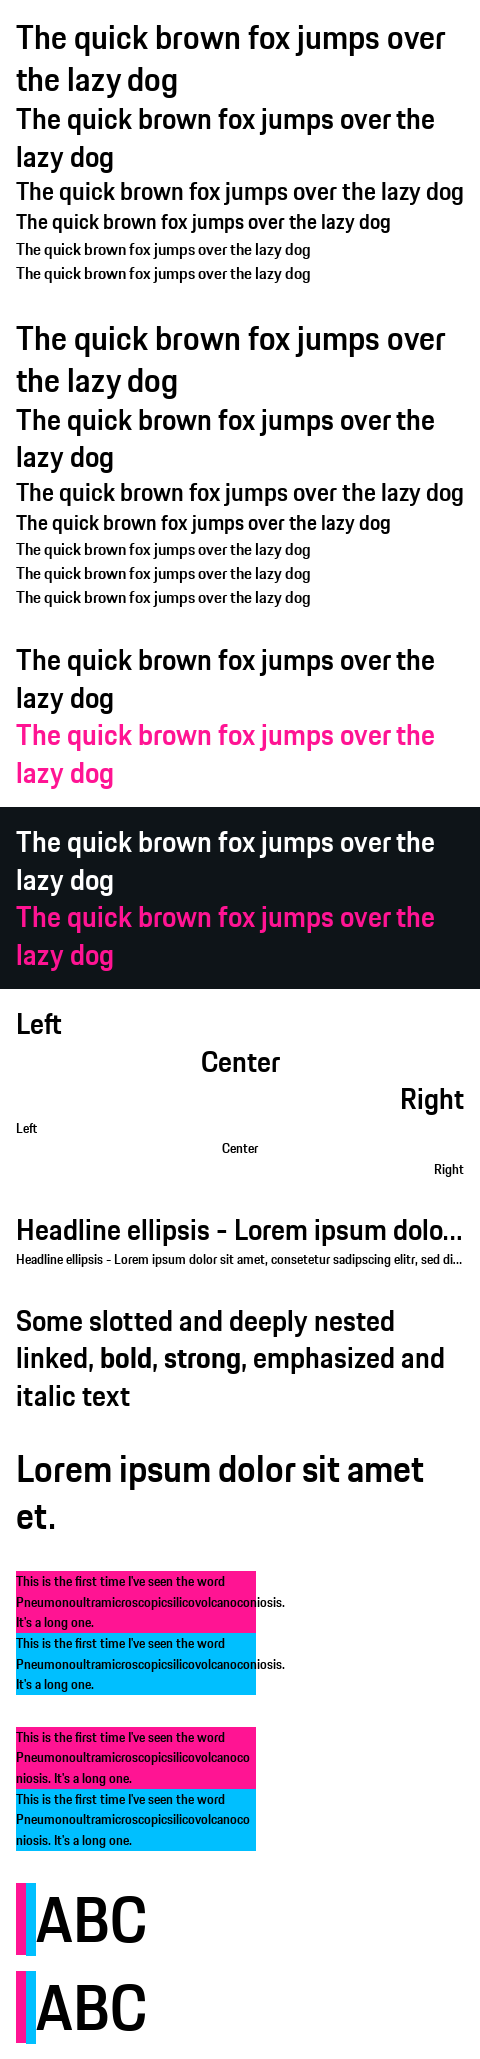 The quick brown fox jumps over
the lazy dog
The quick brown fox jumps over the
lazy dog
The quick brown fox jumps over the lazy dog
The quick brown fox jumps over the lazy dog
The quick brown fox jumps over the lazy dog
The quick brown fox jumps over the lazy dog
The quick brown fox jumps over
the lazy dog
The quick brown fox jumps over the
lazy dog
The quick brown fox jumps over the lazy dog
The quick brown fox jumps over the lazy dog
The quick brown fox jumps over the lazy dog
The quick brown fox jumps over the lazy dog
The quick brown fox jumps over the lazy dog
The quick brown fox jumps over the
lazy dog
The quick brown fox jumps over the
lazy dog
The quick brown fox jumps over the
lazy dog
The quick brown fox jumps over the
lazy dog
Left
Center
Right
Left
Center
Right
Headline ellipsis - Lorem ipsum dolo...
Headline ellipsis - Lorem ipsum dolor sit amet, consetetur sadipscing elitr, sed di...
Some slotted and deeply nested
linked, bold, strong, emphasized and
italic text
Lorem ipsum dolor sit amet
et.
This is the first time I've seen the word
Pneumonoultramicroscopicsilicovolcanoconiosis.
It's a long one.
This is the first time I've seen the word
Pneumonoultramicroscopicsilicovolcanoconiosis.
It's a long one.
This is the first time I've seen the word
Pneumonoultramicroscopicsilicovolcanoco
niosis. It's a long one.
This is the first time I've seen the word
Pneumonoultramicroscopicsilicovolcanoco
niosis. It's a long one.
ABC
ABC